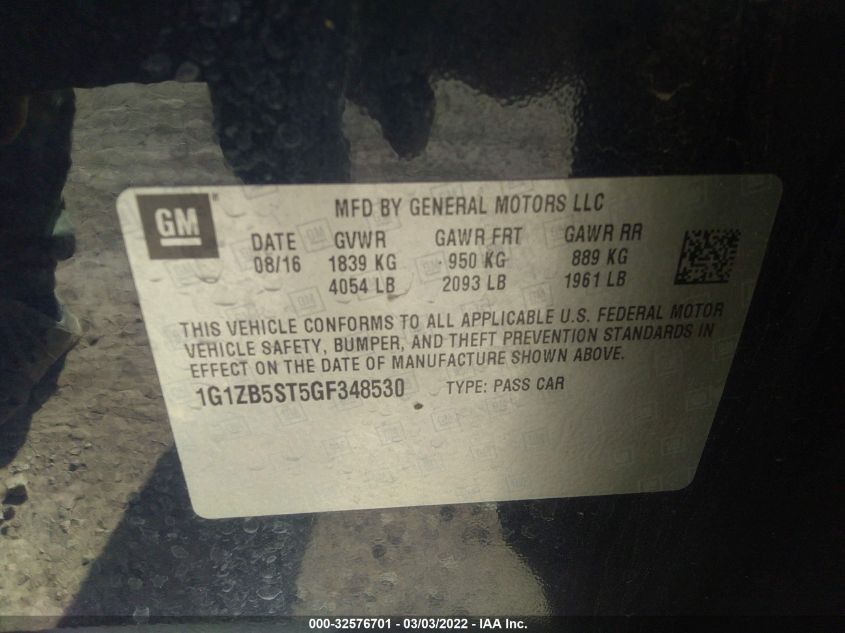 GM
MFD BY GENERAL MOTORS LLC
DATE GVWR GAWR FRT GAWR RR
08/16 1839 KG 950 KG 889 KG
4054 LB 2093 LB 1961 LB
THIS VEHICLE CONFORMS TO ALL APPLICABLE U.S. FEDERAL MOTOR
VEHICLE SAFETY, BUMPER, AND THEFT PREVENTION STANDARDS IN
EFFECT ON THE DATE OF MANUFACTURE SHOWN ABOVE.
1G1ZB5ST5GF348530 TYPE: PASS CAR
000-32576701 - 03/03/2022 - IAA Inc.